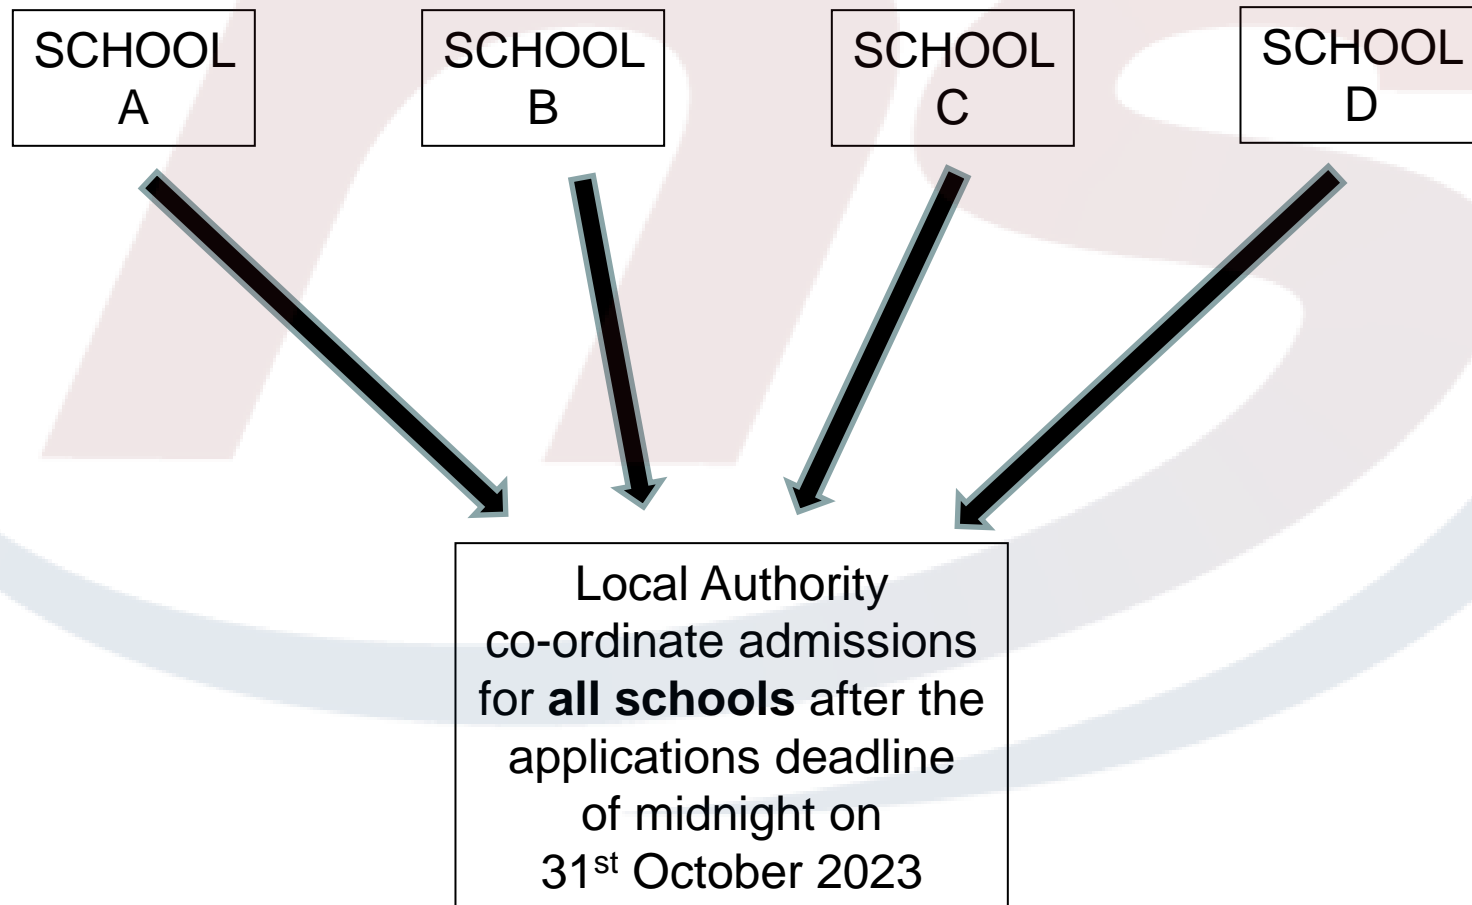 SCHOOL
A
SCHOOL
B
SCHOOL
C
SCHOOL
D
Local Authority
co-ordinate admissions
for all schools after the
applications deadline
of midnight on
31st October 2023